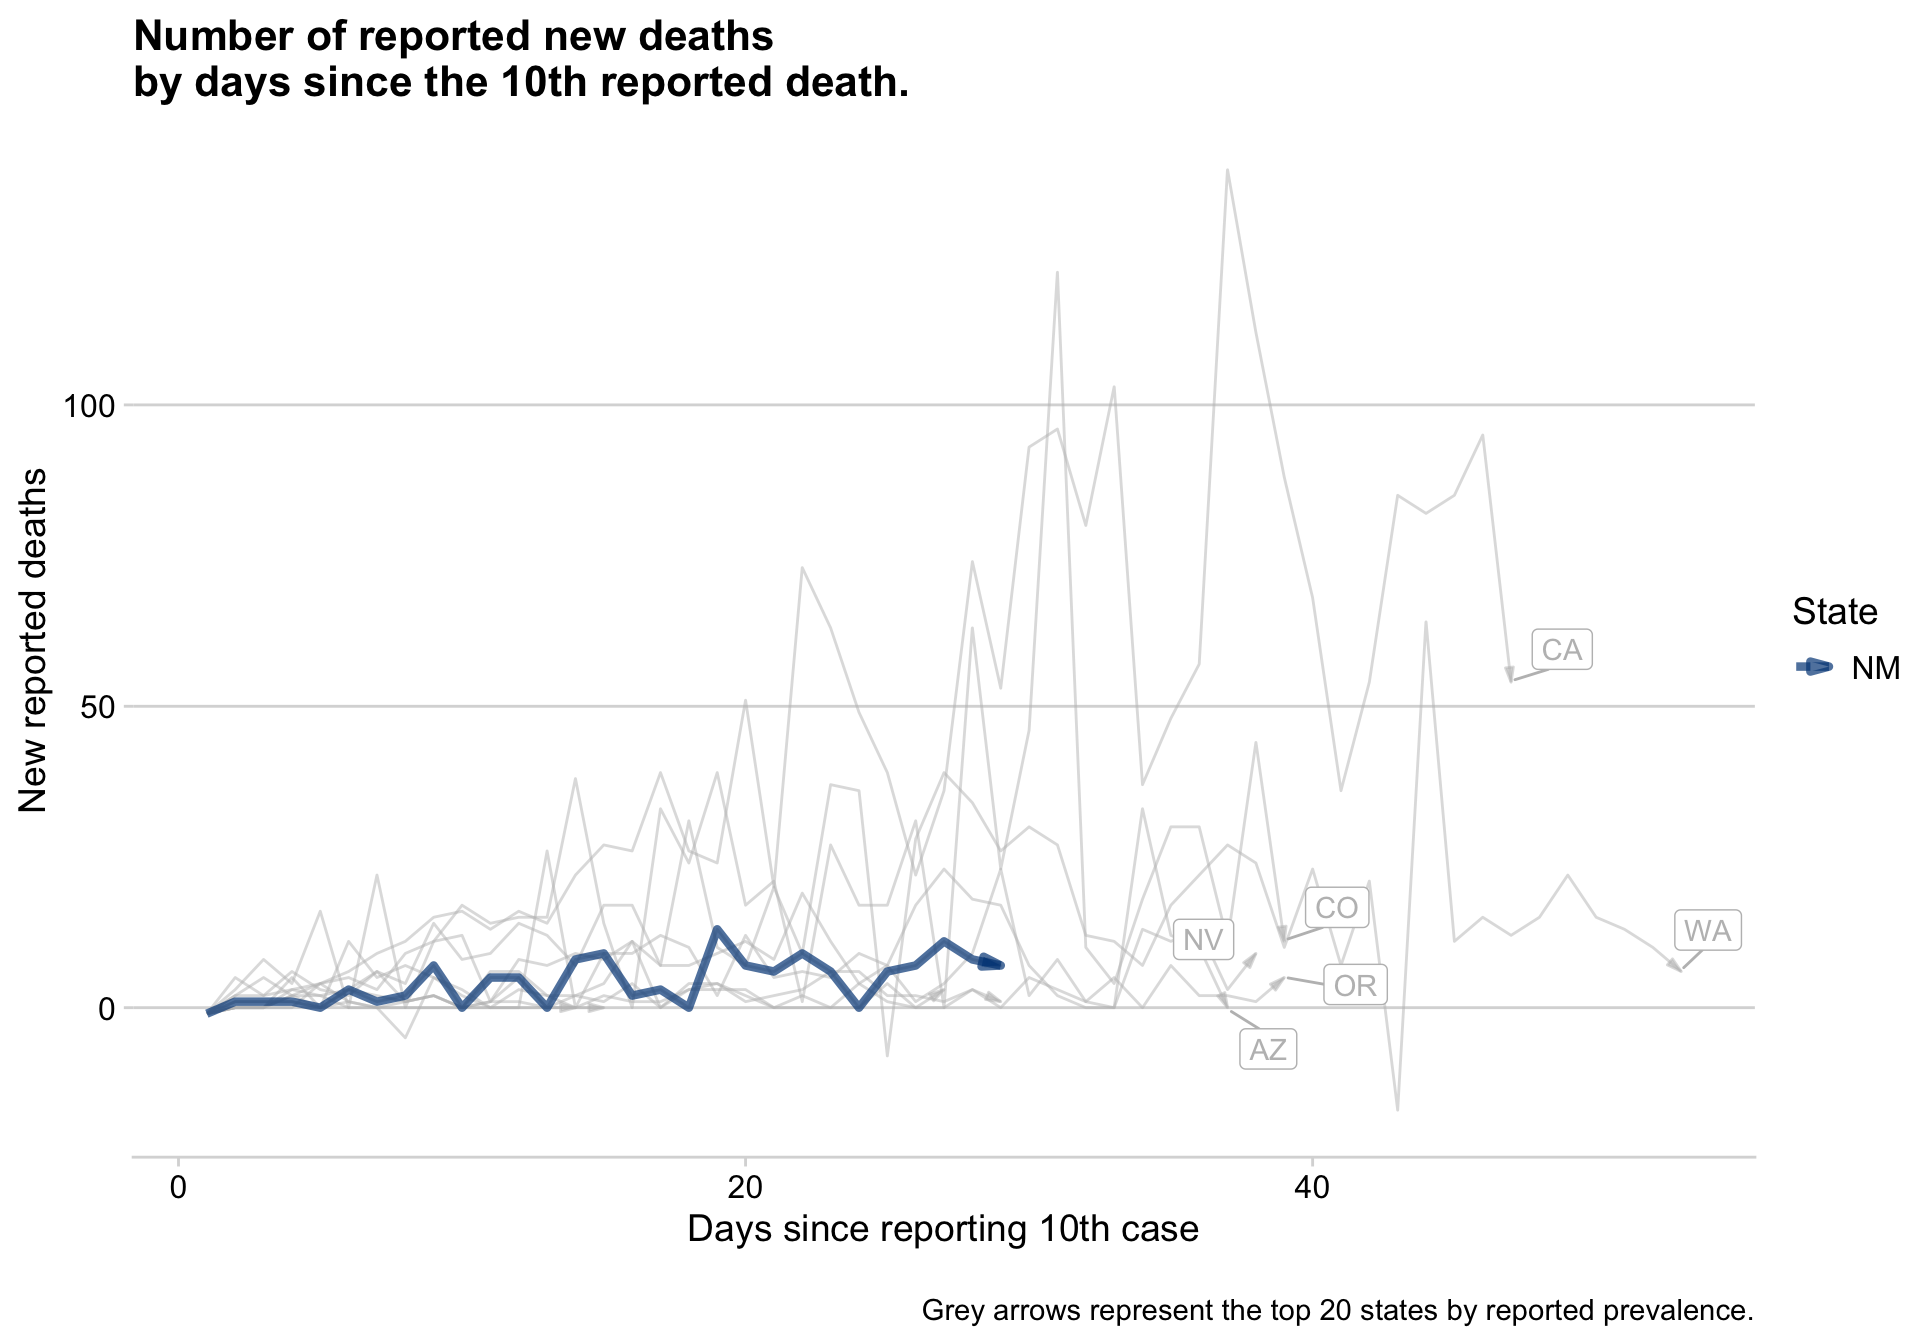 Number of reported new deaths
by days since the 10th reported death.
New reported deaths
100
50
0
0
20
40
Days since reporting 10th case
CA
CO
NV
WA
OR
AZ
State
NM
Grey arrows represent the top 20 states by reported prevalence.